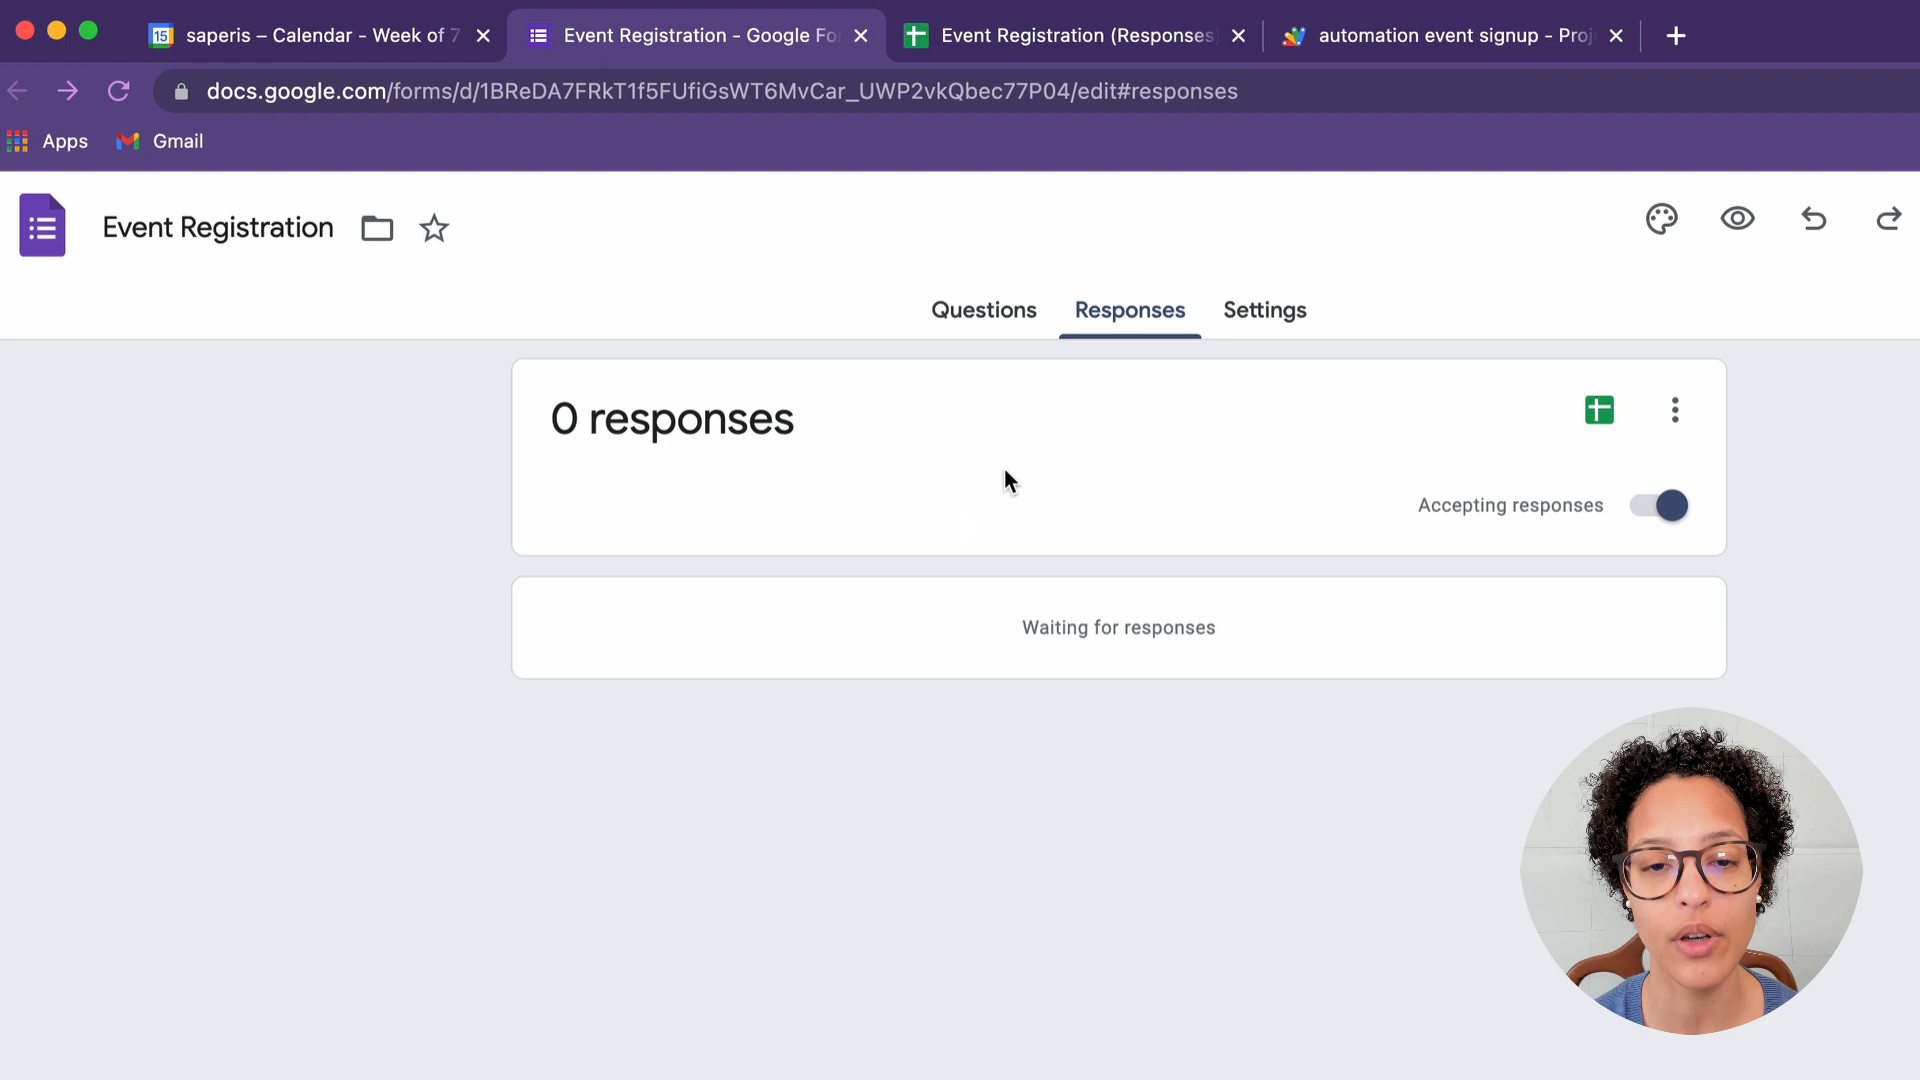 15 saperis – Calendar - Week of 7
Event Registration - Google Fo
Event Registration (Responses
automation event signup - Proj
docs.google.com/forms/d/1BReDA7FRkT1f5FUfiGsWT6MvCar_UWP2vkQbec77P04/edit#responses
Apps Gmail
Event Registration
Questions Responses Settings
0 responses
Accepting responses
Waiting for responses